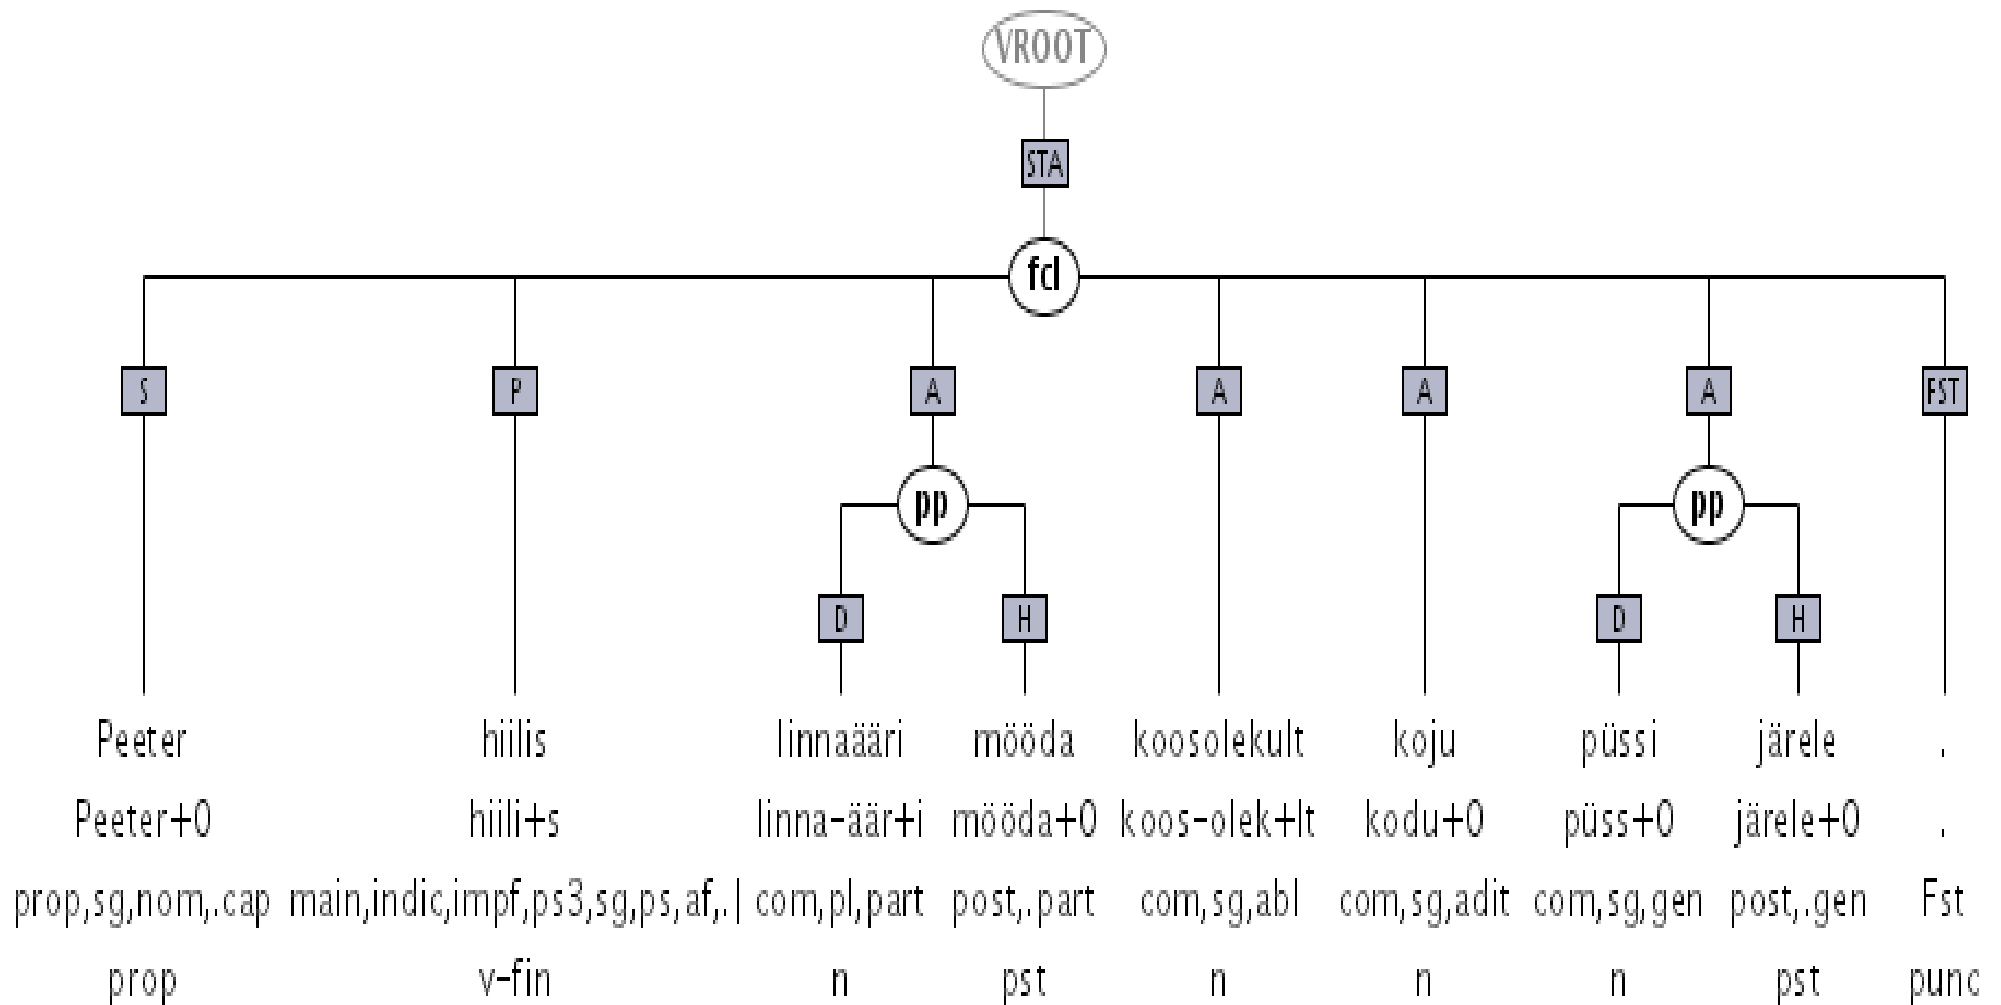 VROOT
STA
fcl
S P A A A A FST
pp pp
D H D H
Peeter hiilis linnaääri mööda koosolekult koju püssi järele .
Peeter+0 hiili+s linna-äär+i mööda+0 koos-olek+lt kodu+0 püss+0 järele+0 .
prop,sg,nom,.cap main,indic,impf,ps3,sg,ps,af,.| com,pl,part post,.part com,sg,abl com,sg,adit com,sg,gen post,.gen Fst
prop v-fin n pst n n n pst punc